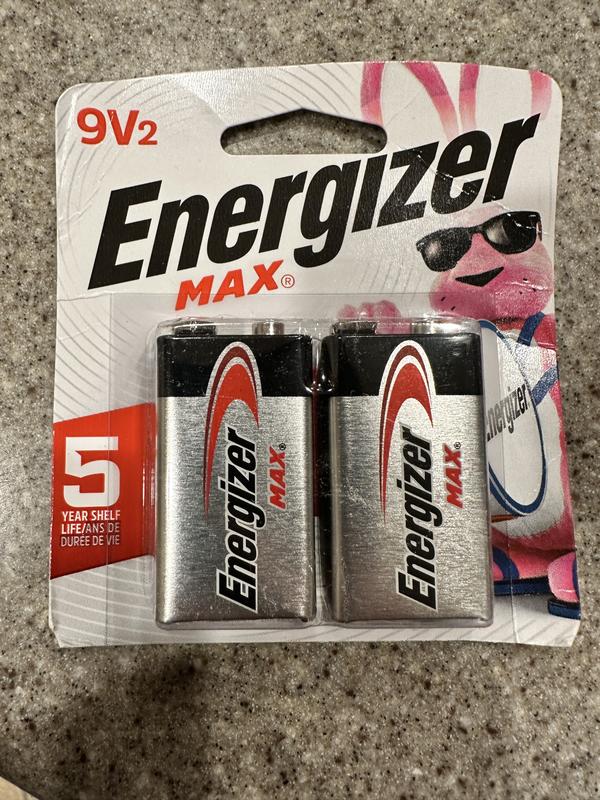 9V2
Energizer
MAX®
5
YEAR SHELF
LIFE/ANS DE
DURÉE DE VIE
Energizer
MAX®
Energizer
MAX®
Energizer